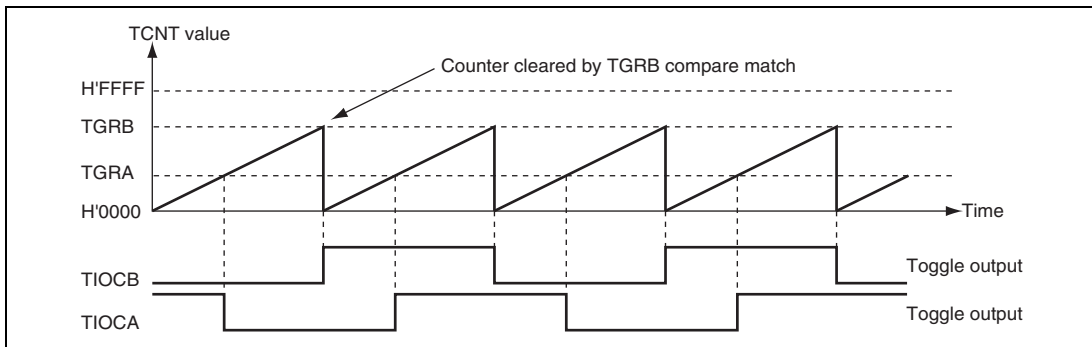 TCNT value
Counter cleared by TGRB compare match
H'FFFF
TGRB
TGRA
H'0000
Time
TIOCB
Toggle output
TIOCA
Toggle output